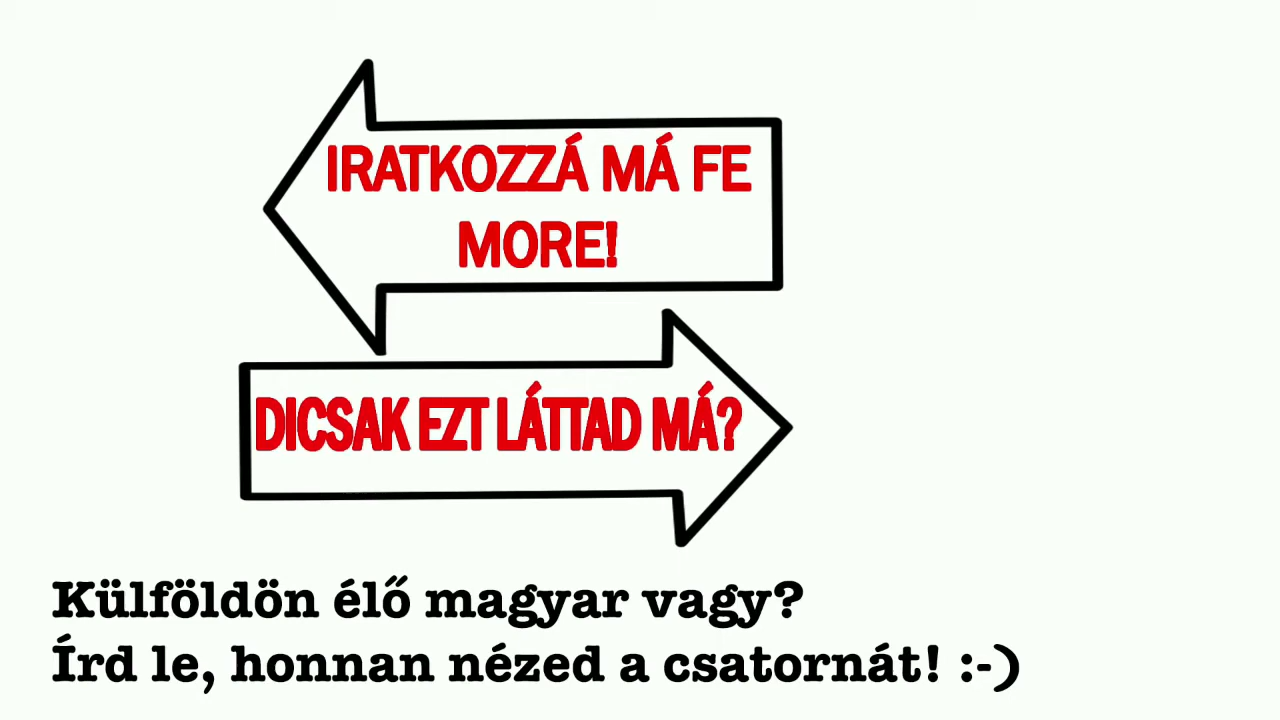 IRATKOZZÁ MÁ FE
MORE!
DICSAK EZT LÁTTAD MÁ?
Külföldön élő magyar vagy?
Írd le, honnan nézed a csatornát! :-)